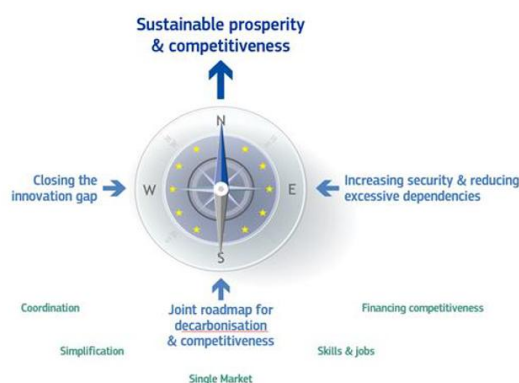 Sustainable prosperity
& competitiveness
N
Closing the
innovation gap
W
E
Increasing security & reducing
excessive dependencies
S
Joint roadmap for
decarbonisation
& competitiveness
Coordination
Financing competitiveness
Simplification
Skills & jobs
Single Market